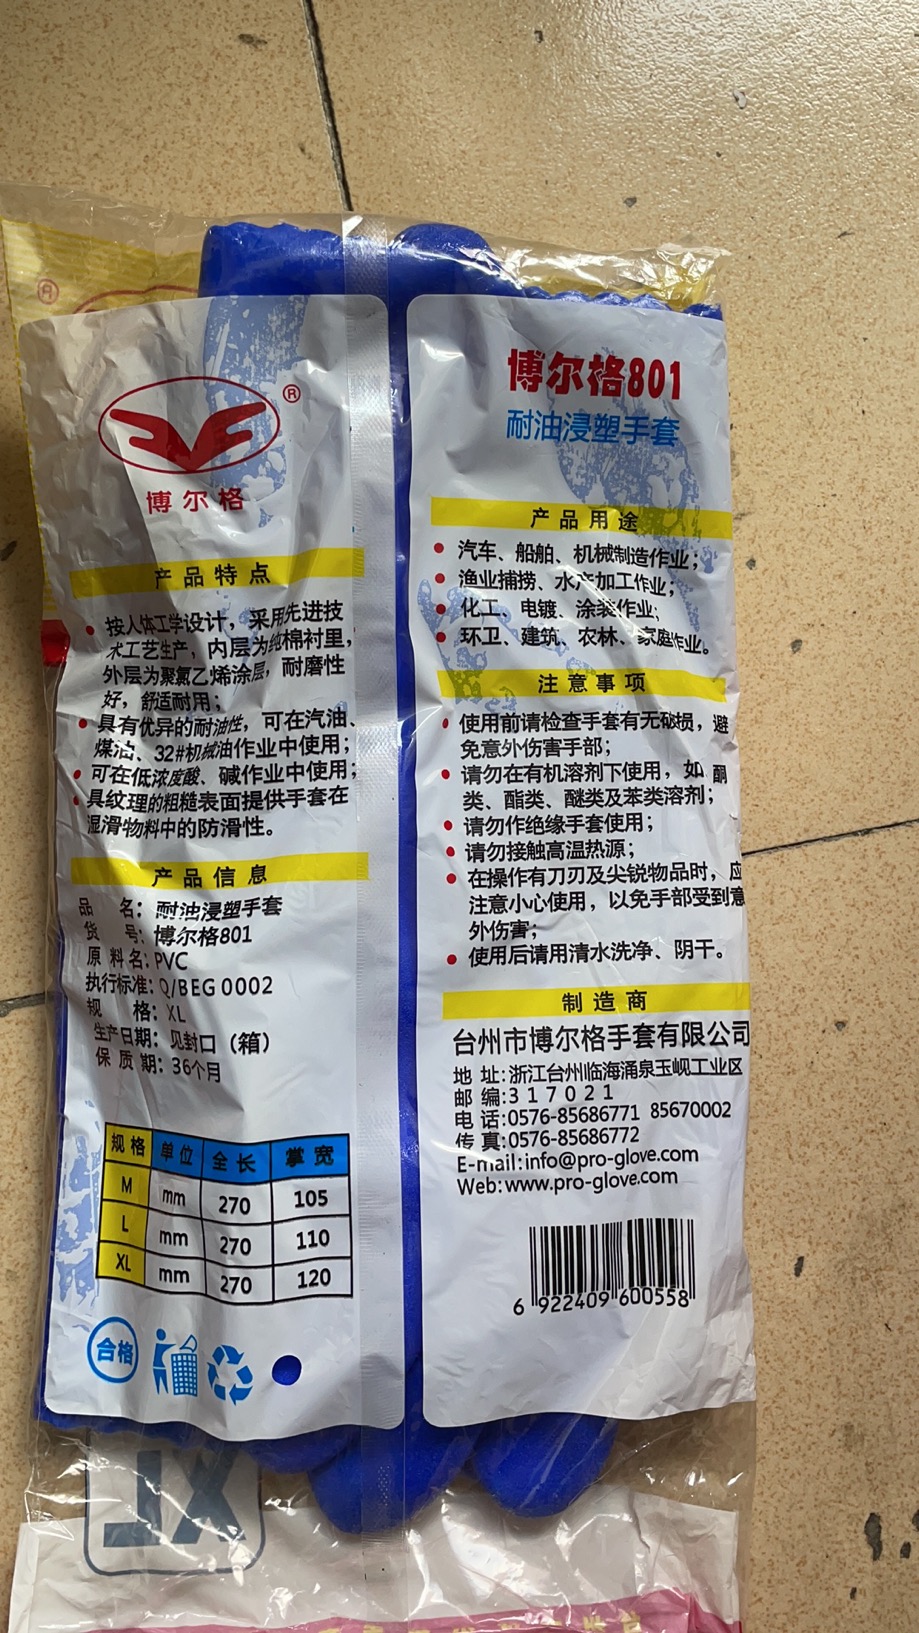 ®
®
博尔格
产品特点
按人体工学设计，采用先进技
术工艺生产，内层为纯棉衬里，
外层为聚氯乙烯涂层，耐磨性
好，舒适耐用；
具有优异的耐油性，可在汽油、
煤油、32#机械油作业中使用；
可在低浓度酸、碱作业中使用；
具纹理的粗糙表面提供手套在
湿滑物料中的防滑性。
产品信息
品 名：耐油浸塑手套
货 号：博尔格801
原料名：PVC
执行标准：Q/BEG 0002
规 格：XL
生产日期：见封口（箱）
保质期：36个月
规格 单位 全长 掌宽
M mm 270 105
L mm 270 110
XL mm 270 120
合格
博尔格801
耐油浸塑手套
产品用途
汽车、船舶、机械制造作业；
渔业捕捞、水产加工作业；
化工、电镀、涂装作业；
环卫、建筑、农林、家庭作业。
注意事项
使用前请检查手套有无破损，避
免意外伤害手部；
请勿在有机溶剂下使用，如 酮
类、酯类、醚类及苯类溶剂；
请勿作绝缘手套使用；
请勿接触高温热源；
在操作有刀刃及尖锐物品时，应
注意小心使用，以免手部受到意
外伤害；
使用后请用清水洗净、阴干。
制造商
台州市博尔格手套有限公司
地 址:浙江台州临海涌泉玉岘工业区
邮 编:317021
电 话:0576-85686771 85670002
传 真:0576-85686772
E-mail:info@pro-glove.com
Web:www.pro-glove.com
6 922409 600558
XL